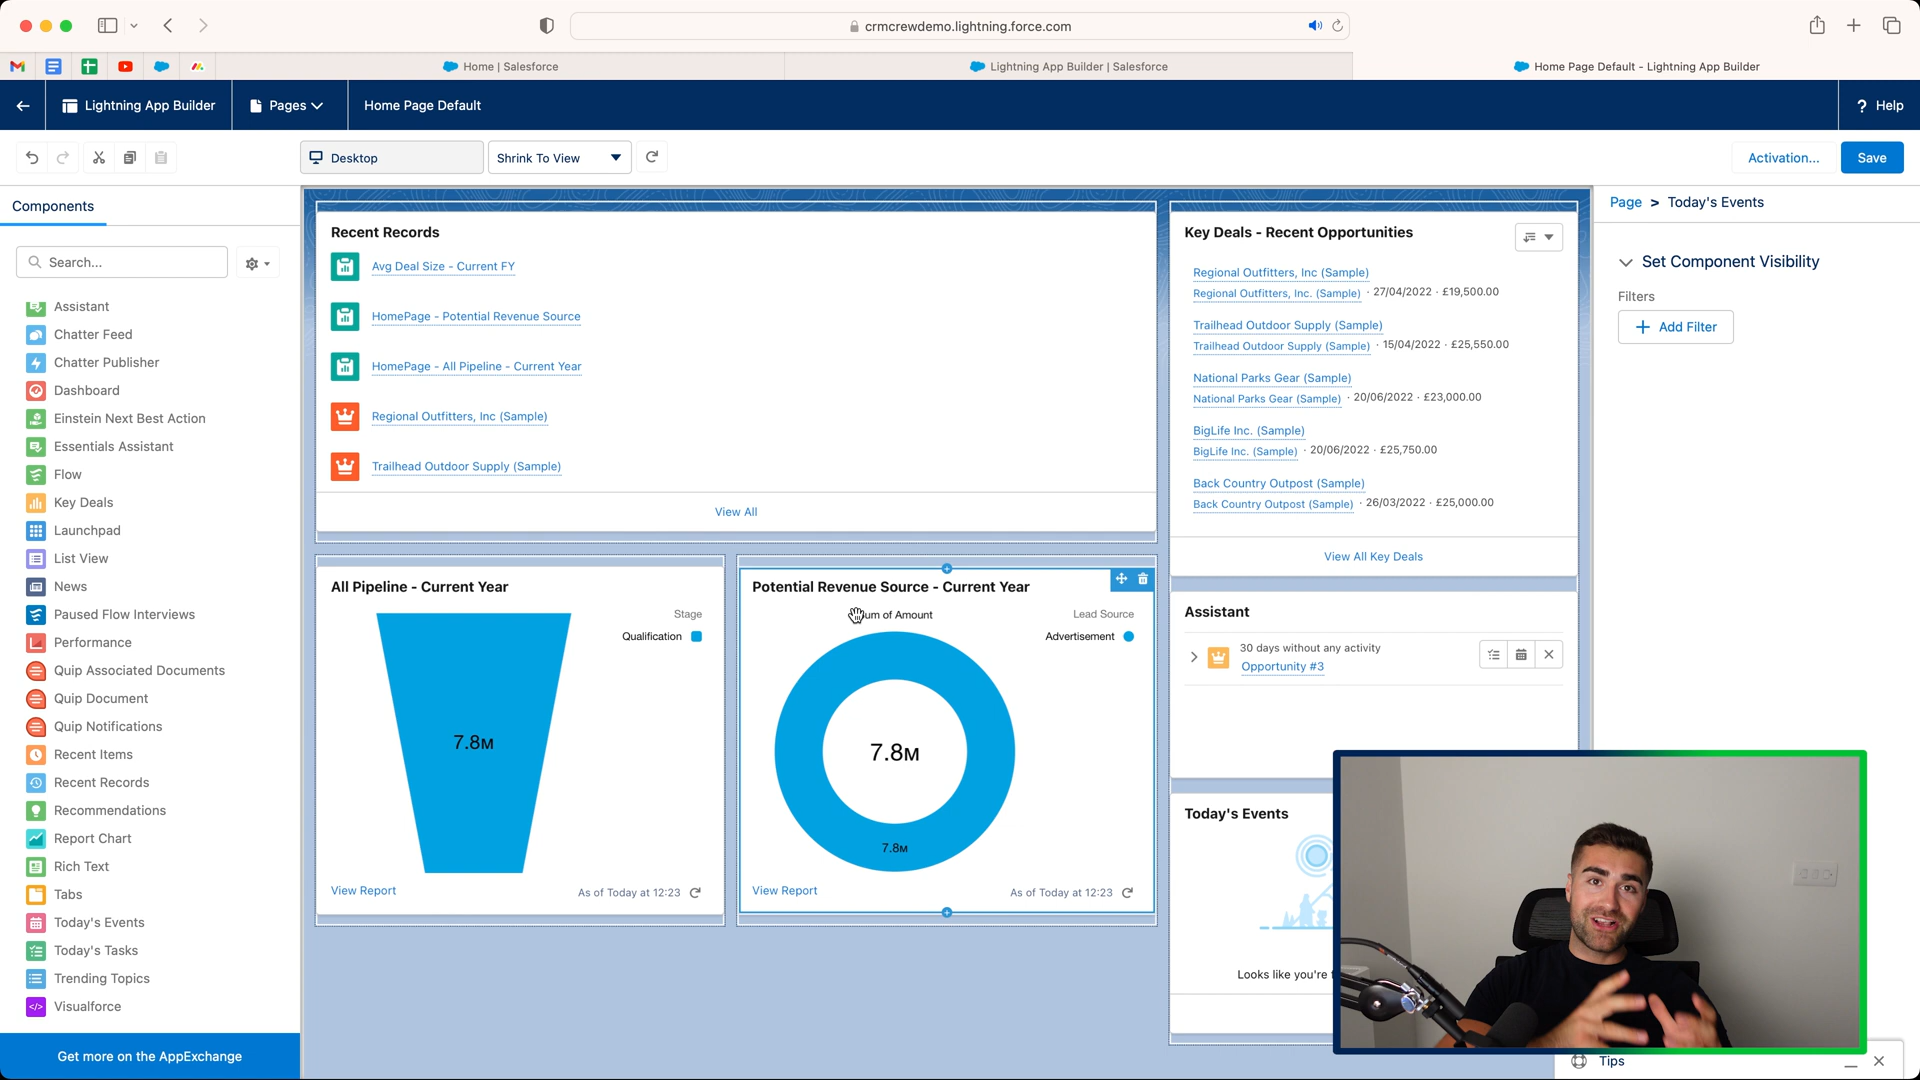 crmcrewdemo.lightning.force.com
Home | Salesforce
Lightning App Builder | Salesforce
Home Page Default - Lightning App Builder
Lightning App Builder
Pages
Home Page Default
? Help
Desktop
Shrink To View
Activation...
Save
Components
Search...
Assistant
Chatter Feed
Chatter Publisher
Dashboard
Einstein Next Best Action
Essentials Assistant
Flow
Key Deals
Launchpad
List View
News
Paused Flow Interviews
Performance
Quip Associated Documents
Quip Document
Quip Notifications
Recent Items
Recent Records
Recommendations
Report Chart
Rich Text
Tabs
Today's Events
Today's Tasks
Trending Topics
Visualforce
Get more on the AppExchange
Recent Records
Avg Deal Size - Current FY
HomePage - Potential Revenue Source
HomePage - All Pipeline - Current Year
Regional Outfitters, Inc (Sample)
Trailhead Outdoor Supply (Sample)
View All
All Pipeline - Current Year
Stage
Qualification
7.8M
View Report
As of Today at 12:23
Potential Revenue Source - Current Year
um of Amount
Lead Source
Advertisement
7.8M
7.8M
View Report
As of Today at 12:23
Key Deals - Recent Opportunities
Regional Outfitters, Inc (Sample)
Regional Outfitters, Inc. (Sample) · 27/04/2022 · £19,500.00
Trailhead Outdoor Supply (Sample)
Trailhead Outdoor Supply (Sample) · 15/04/2022 · £25,550.00
National Parks Gear (Sample)
National Parks Gear (Sample) · 20/06/2022 · £23,000.00
BigLife Inc. (Sample)
BigLife Inc. (Sample) · 20/06/2022 · £25,750.00
Back Country Outpost (Sample)
Back Country Outpost (Sample) · 26/03/2022 · £25,000.00
View All Key Deals
Assistant
30 days without any activity
Opportunity #3
Today's Events
Looks like you're
Page > Today's Events
Set Component Visibility
Filters
+ Add Filter
Tips